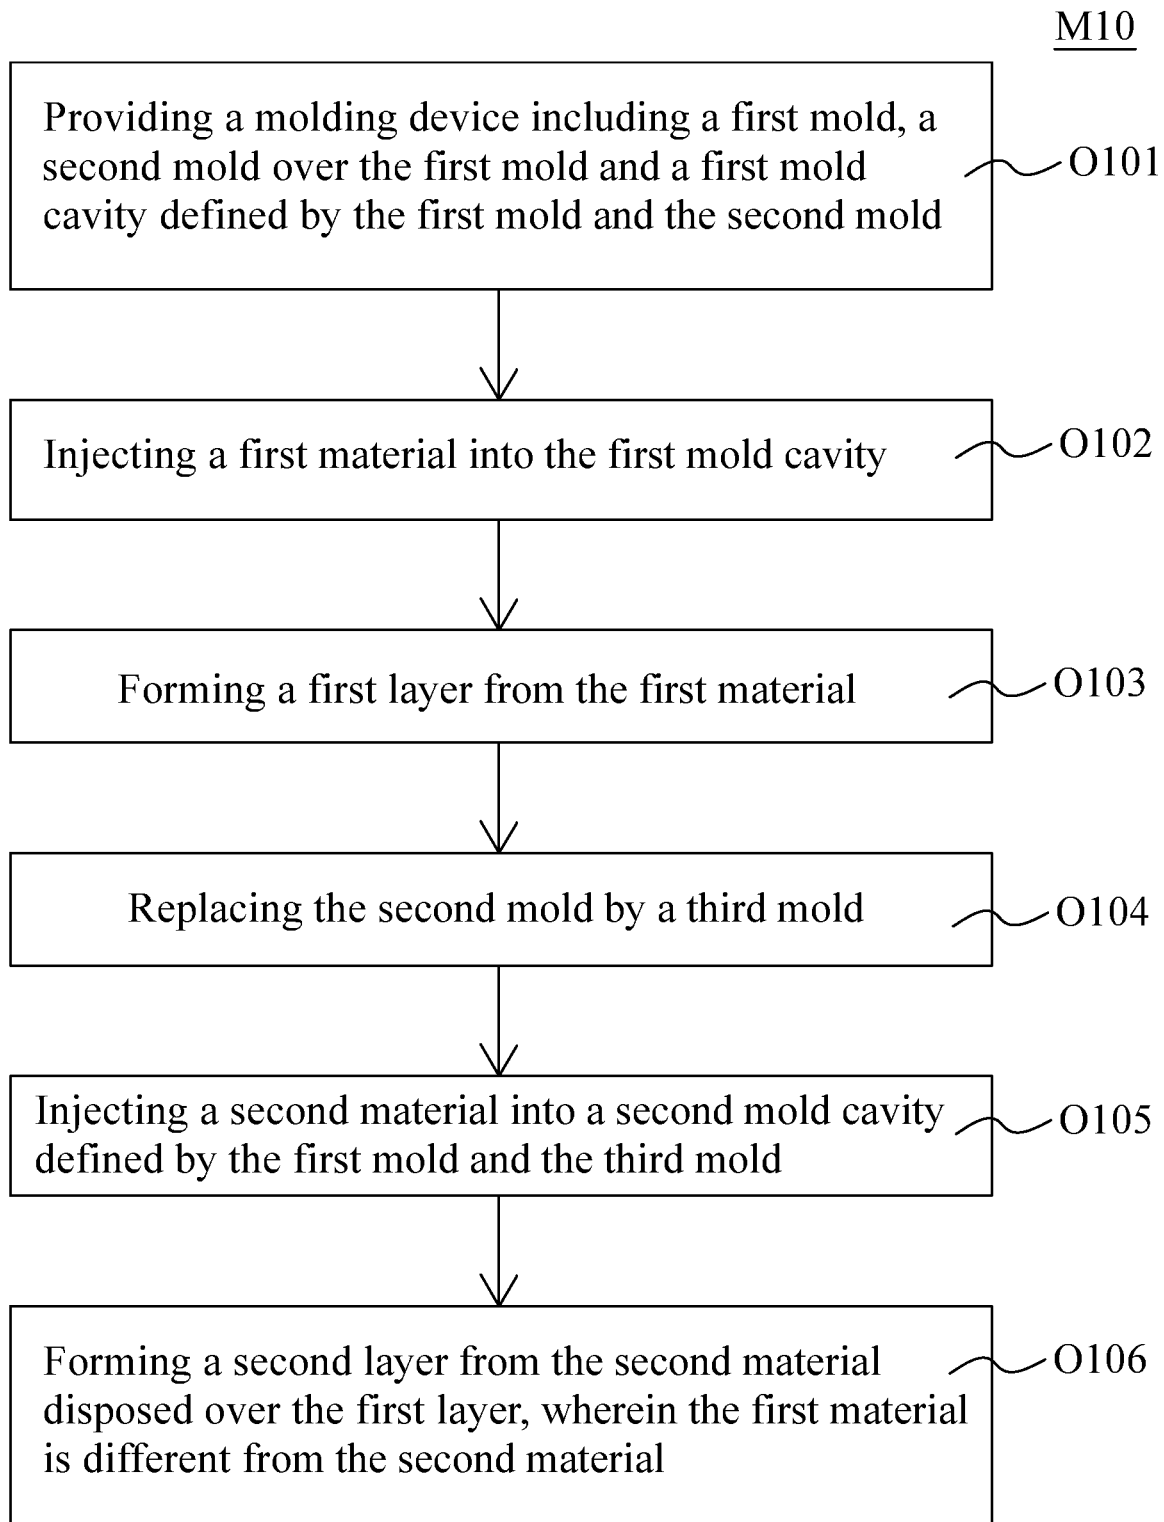 M10
Providing a molding device including a first mold, a
second mold over the first mold and a first mold
cavity defined by the first mold and the second mold
O101
Injecting a first material into the first mold cavity
O102
Forming a first layer from the first material
O103
Replacing the second mold by a third mold
O104
Injecting a second material into a second mold cavity
defined by the first mold and the third mold
O105
Forming a second layer from the second material
disposed over the first layer, wherein the first material
is different from the second material
O106